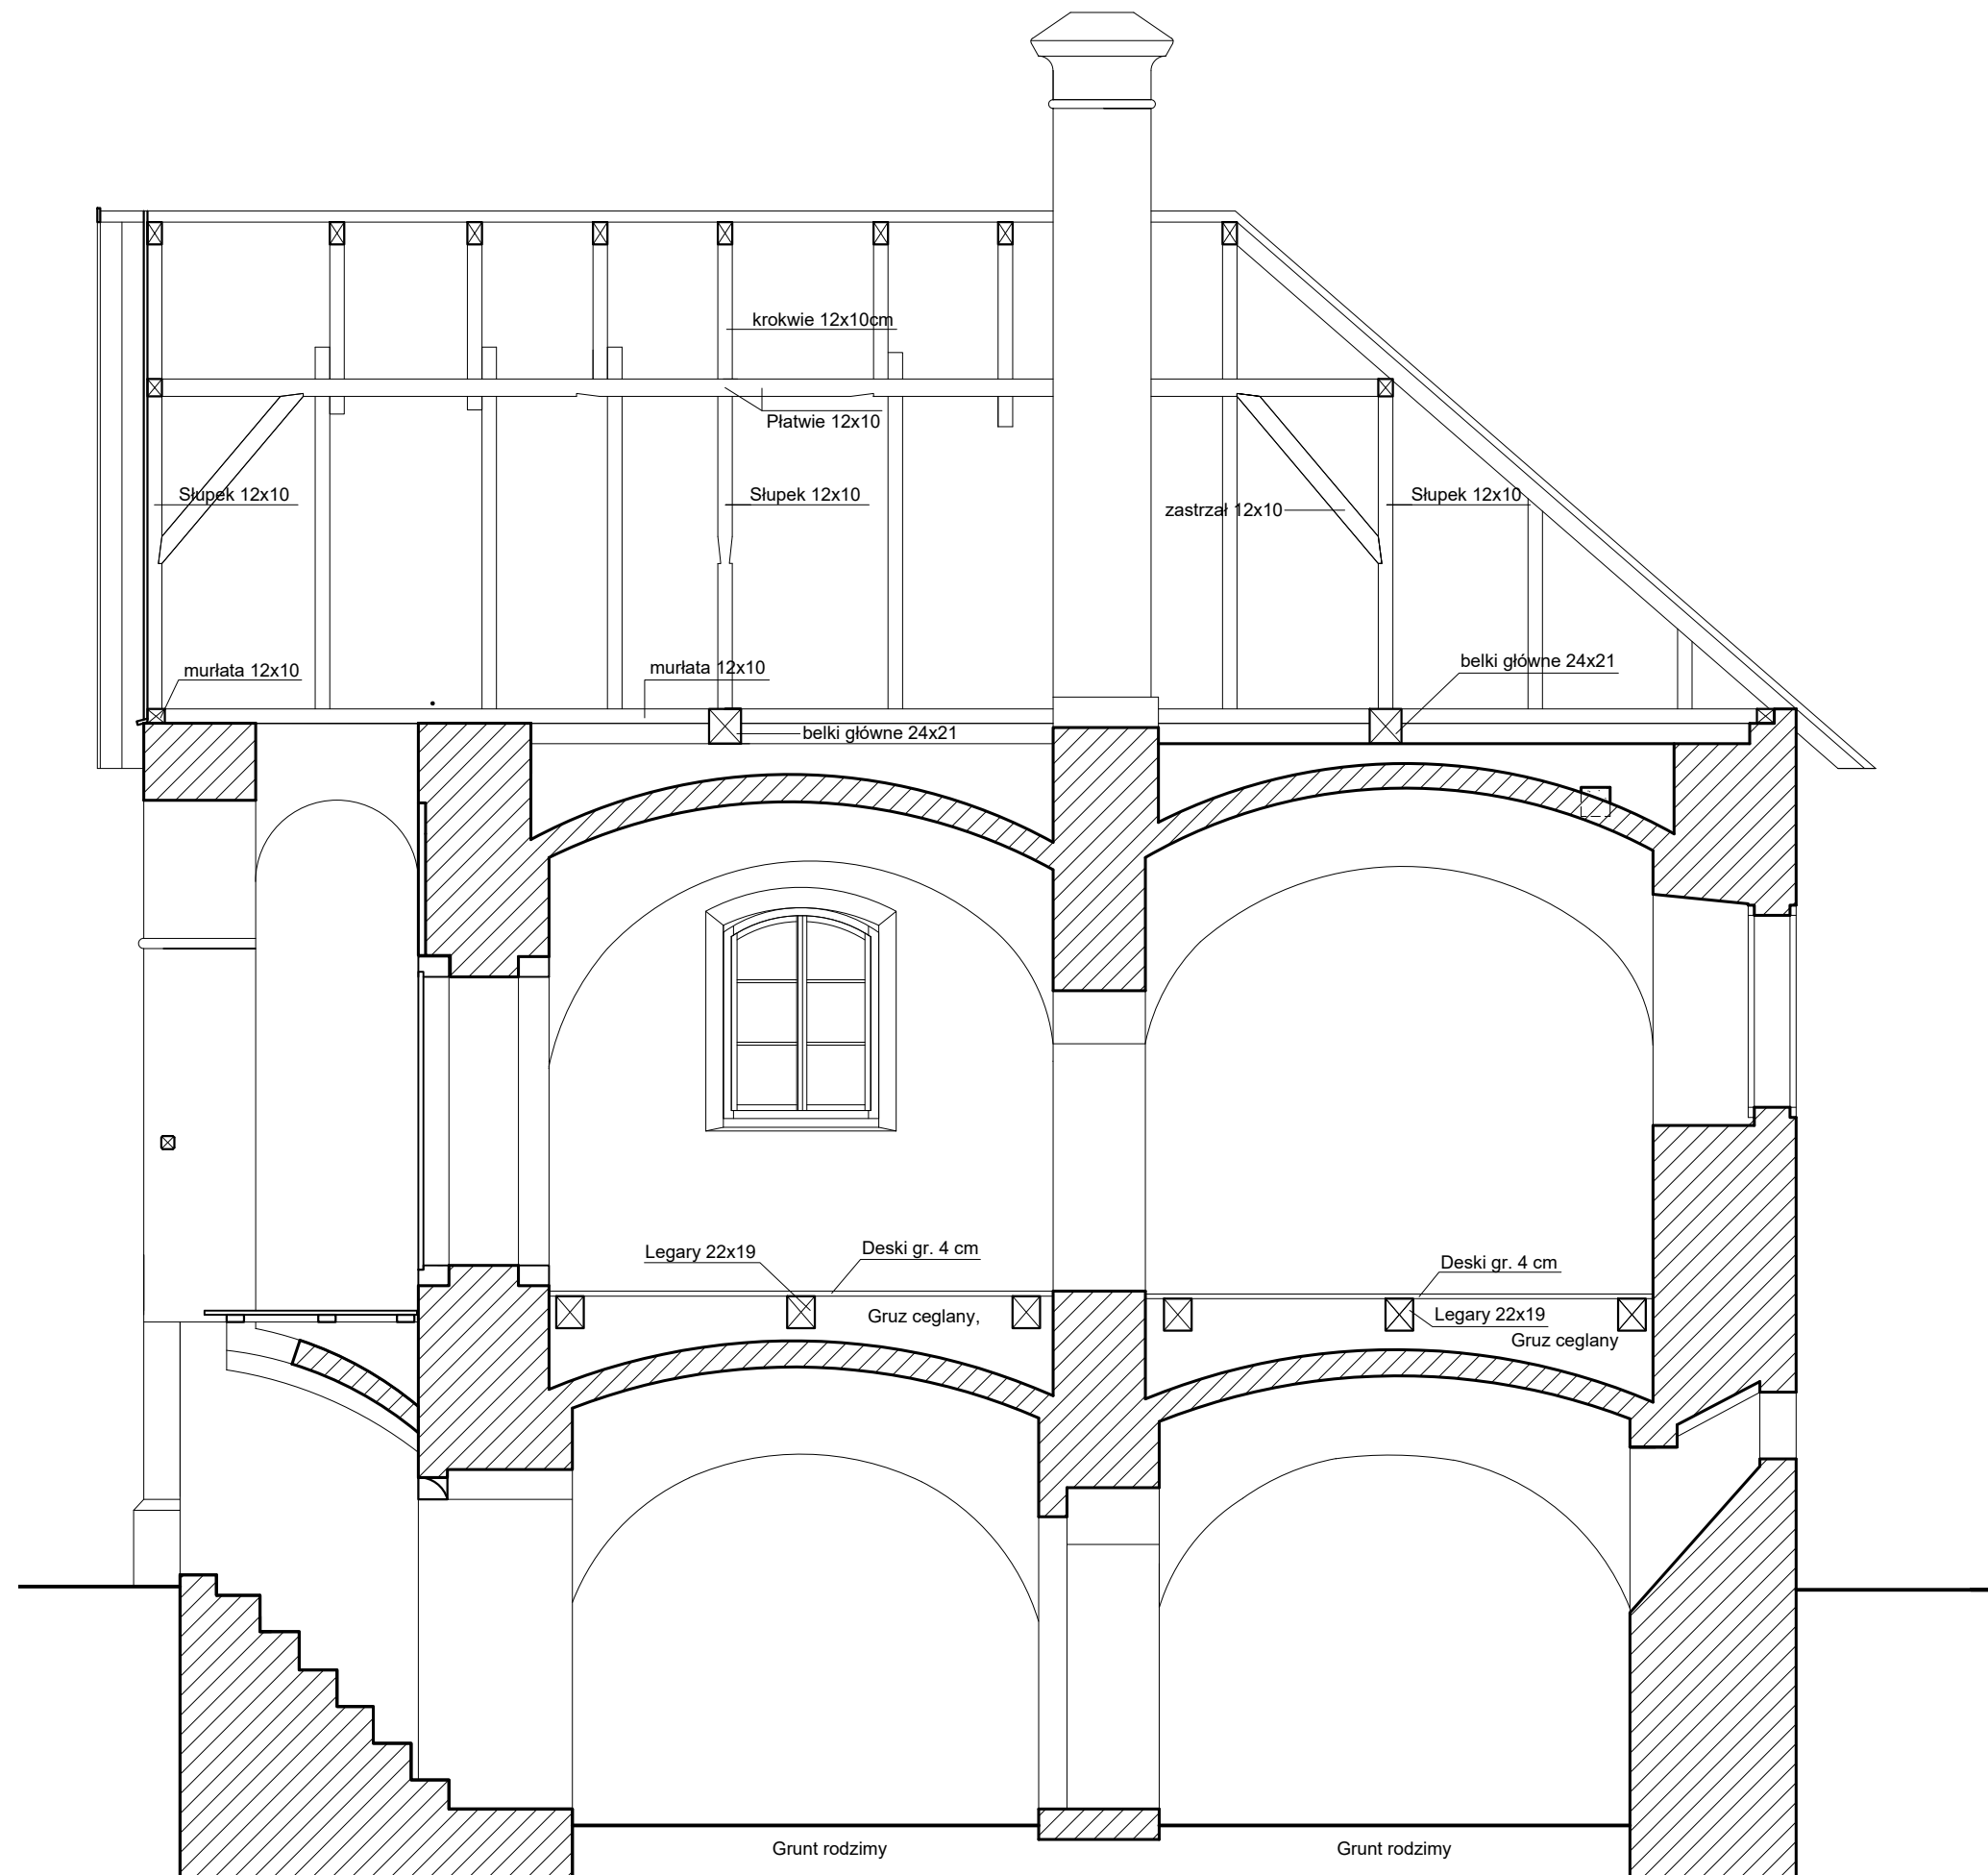 krokwie 12x10cm
Płatwie 12x10
Słupek 12x10
Słupek 12x10
Słupek 12x10
zastrzał 12x10
murłata 12x10
murłata 12x10
belki główne 24x21
belki główne 24x21
Legary 22x19
Deski gr. 4 cm
Deski gr. 4 cm
Gruz ceglany,
Legary 22x19
Gruz ceglany
Grunt rodzimy
Grunt rodzimy